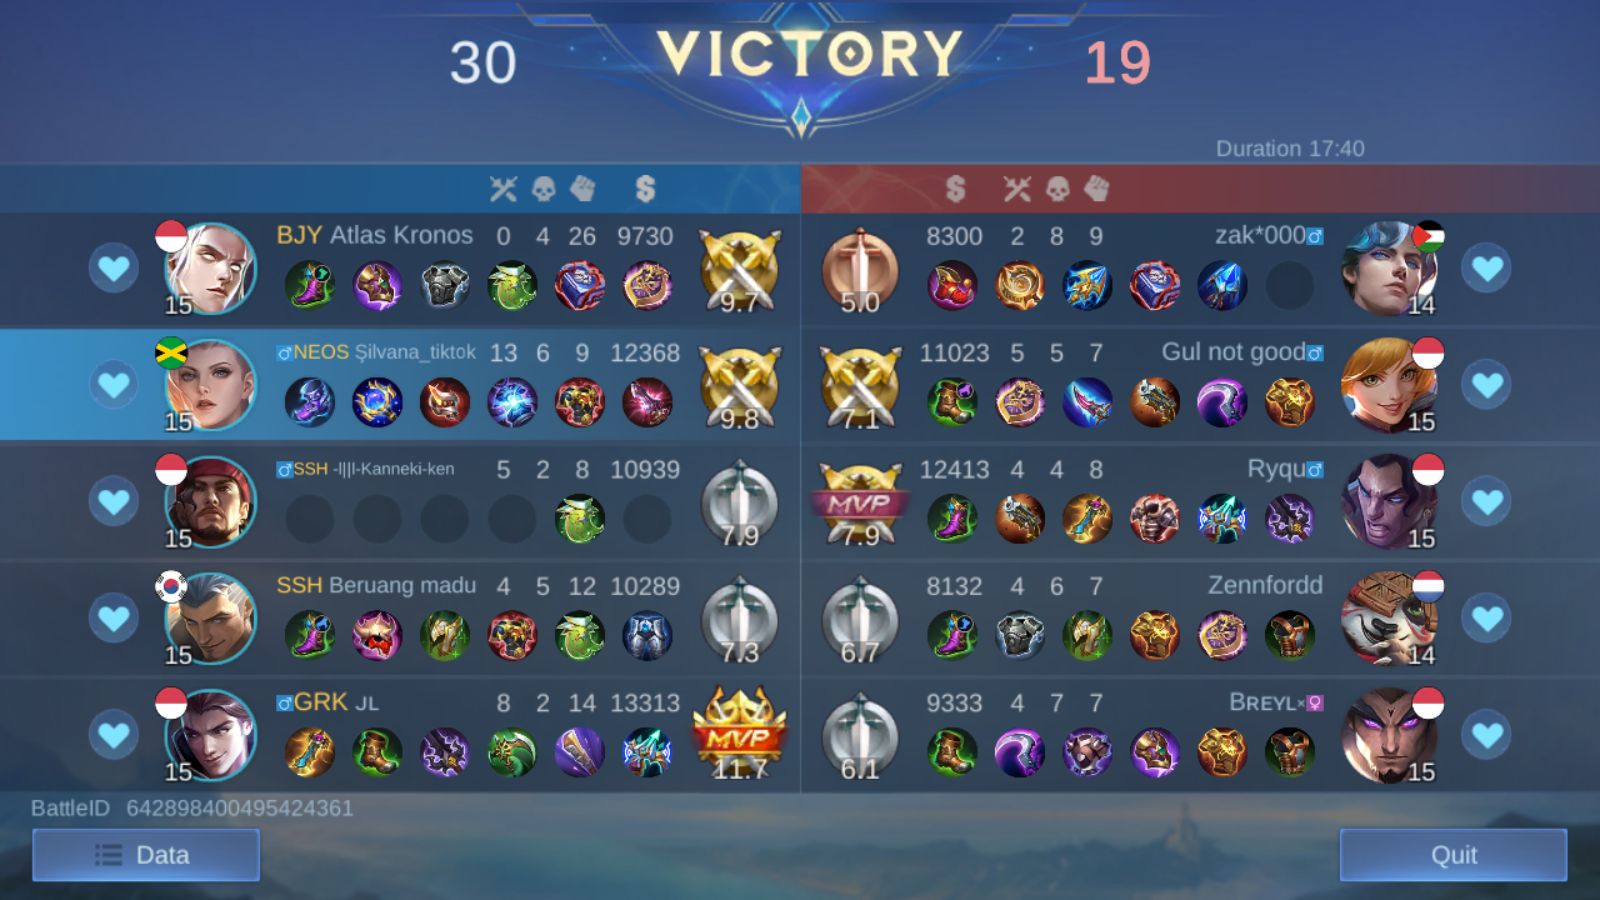 30 VICTORY 19
Duration 17:40
BJY Atlas Kronos 0 4 26 9730
15 9.7
5.0 8300 2 8 9 zak*000
14
NEOS Şilvana_tiktok 13 6 9 12368
15 9.8
7.1 11023 5 5 7 Gul not good
15
SSH -l||l-Kanneki-ken 5 2 8 10939
15 7.9
MVP 7.9 12413 4 4 8 Ryqu
15
SSH Beruang madu 4 5 12 10289
15 7.3
6.7 8132 4 6 7 Zennfordd
14
GRK JL 8 2 14 13313
15 MVP 11.7
6.1 9333 4 7 7 BREYL×
15
BattleID 642898400495424361
Data
Quit